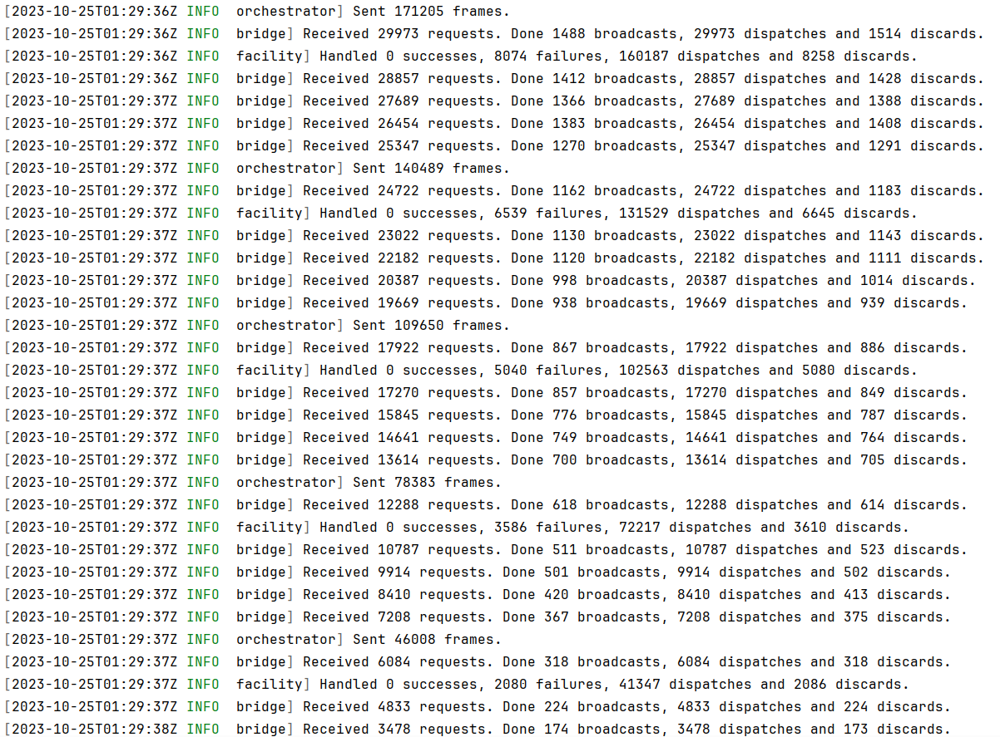 [2023-10-25T01:29:36Z INFO  orchestrator] Sent 171205 frames.
[2023-10-25T01:29:36Z INFO  bridge] Received 29973 requests. Done 1488 broadcasts, 29973 dispatches and 1514 discards.
[2023-10-25T01:29:36Z INFO  facility] Handled 0 successes, 8074 failures, 160187 dispatches and 8258 discards.
[2023-10-25T01:29:36Z INFO  bridge] Received 28857 requests. Done 1412 broadcasts, 28857 dispatches and 1428 discards.
[2023-10-25T01:29:37Z INFO  bridge] Received 27689 requests. Done 1366 broadcasts, 27689 dispatches and 1388 discards.
[2023-10-25T01:29:37Z INFO  bridge] Received 26454 requests. Done 1383 broadcasts, 26454 dispatches and 1408 discards.
[2023-10-25T01:29:37Z INFO  bridge] Received 25347 requests. Done 1270 broadcasts, 25347 dispatches and 1291 discards.
[2023-10-25T01:29:37Z INFO  orchestrator] Sent 140489 frames.
[2023-10-25T01:29:37Z INFO  bridge] Received 24722 requests. Done 1162 broadcasts, 24722 dispatches and 1183 discards.
[2023-10-25T01:29:37Z INFO  facility] Handled 0 successes, 6539 failures, 131529 dispatches and 6645 discards.
[2023-10-25T01:29:37Z INFO  bridge] Received 23022 requests. Done 1130 broadcasts, 23022 dispatches and 1143 discards.
[2023-10-25T01:29:37Z INFO  bridge] Received 22182 requests. Done 1120 broadcasts, 22182 dispatches and 1111 discards.
[2023-10-25T01:29:37Z INFO  bridge] Received 20387 requests. Done 998 broadcasts, 20387 dispatches and 1014 discards.
[2023-10-25T01:29:37Z INFO  bridge] Received 19669 requests. Done 938 broadcasts, 19669 dispatches and 939 discards.
[2023-10-25T01:29:37Z INFO  orchestrator] Sent 109650 frames.
[2023-10-25T01:29:37Z INFO  bridge] Received 17922 requests. Done 867 broadcasts, 17922 dispatches and 886 discards.
[2023-10-25T01:29:37Z INFO  facility] Handled 0 successes, 5040 failures, 102563 dispatches and 5080 discards.
[2023-10-25T01:29:37Z INFO  bridge] Received 17270 requests. Done 857 broadcasts, 17270 dispatches and 849 discards.
[2023-10-25T01:29:37Z INFO  bridge] Received 15845 requests. Done 776 broadcasts, 15845 dispatches and 787 discards.
[2023-10-25T01:29:37Z INFO  bridge] Received 14641 requests. Done 749 broadcasts, 14641 dispatches and 764 discards.
[2023-10-25T01:29:37Z INFO  bridge] Received 13614 requests. Done 700 broadcasts, 13614 dispatches and 705 discards.
[2023-10-25T01:29:37Z INFO  orchestrator] Sent 78383 frames.
[2023-10-25T01:29:37Z INFO  bridge] Received 12288 requests. Done 618 broadcasts, 12288 dispatches and 614 discards.
[2023-10-25T01:29:37Z INFO  facility] Handled 0 successes, 3586 failures, 72217 dispatches and 3610 discards.
[2023-10-25T01:29:37Z INFO  bridge] Received 10787 requests. Done 511 broadcasts, 10787 dispatches and 523 discards.
[2023-10-25T01:29:37Z INFO  bridge] Received 9914 requests. Done 501 broadcasts, 9914 dispatches and 502 discards.
[2023-10-25T01:29:37Z INFO  bridge] Received 8410 requests. Done 420 broadcasts, 8410 dispatches and 413 discards.
[2023-10-25T01:29:37Z INFO  bridge] Received 7208 requests. Done 367 broadcasts, 7208 dispatches and 375 discards.
[2023-10-25T01:29:37Z INFO  orchestrator] Sent 46008 frames.
[2023-10-25T01:29:37Z INFO  bridge] Received 6084 requests. Done 318 broadcasts, 6084 dispatches and 318 discards.
[2023-10-25T01:29:37Z INFO  facility] Handled 0 successes, 2080 failures, 41347 dispatches and 2086 discards.
[2023-10-25T01:29:37Z INFO  bridge] Received 4833 requests. Done 224 broadcasts, 4833 dispatches and 224 discards.
[2023-10-25T01:29:38Z INFO  bridge] Received 3478 requests. Done 174 broadcasts, 3478 dispatches and 173 discards.